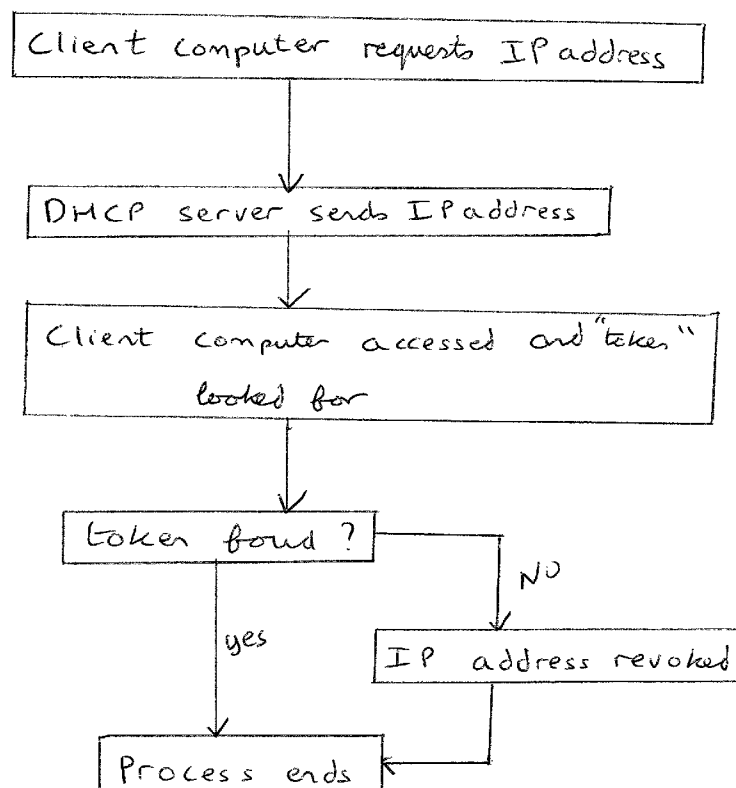 Client computer requests IP address
DHCP server sends IP address
Client computer accessed and "token"
looked for
token found ?
NO
yes
IP address revoked
Process ends